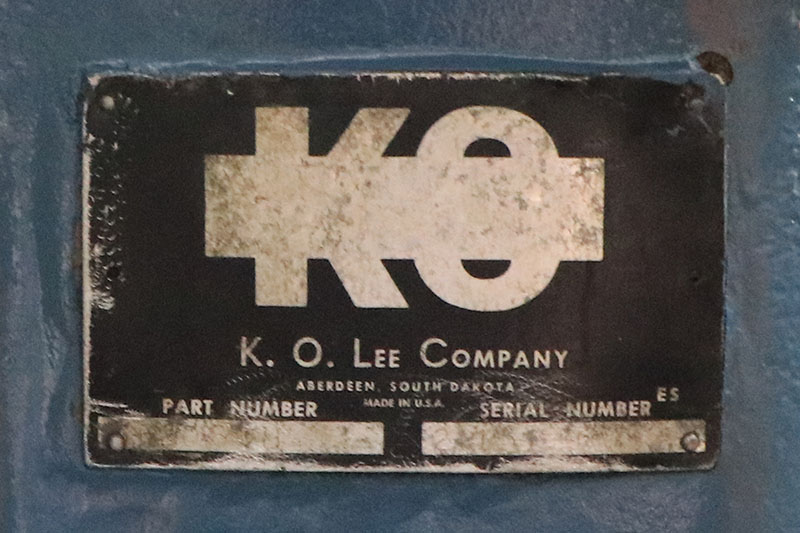 KO
K. O. LEE COMPANY
ABERDEEN, SOUTH DAKOTA
MADE IN U.S.A.
PART NUMBER SERIAL NUMBER ES